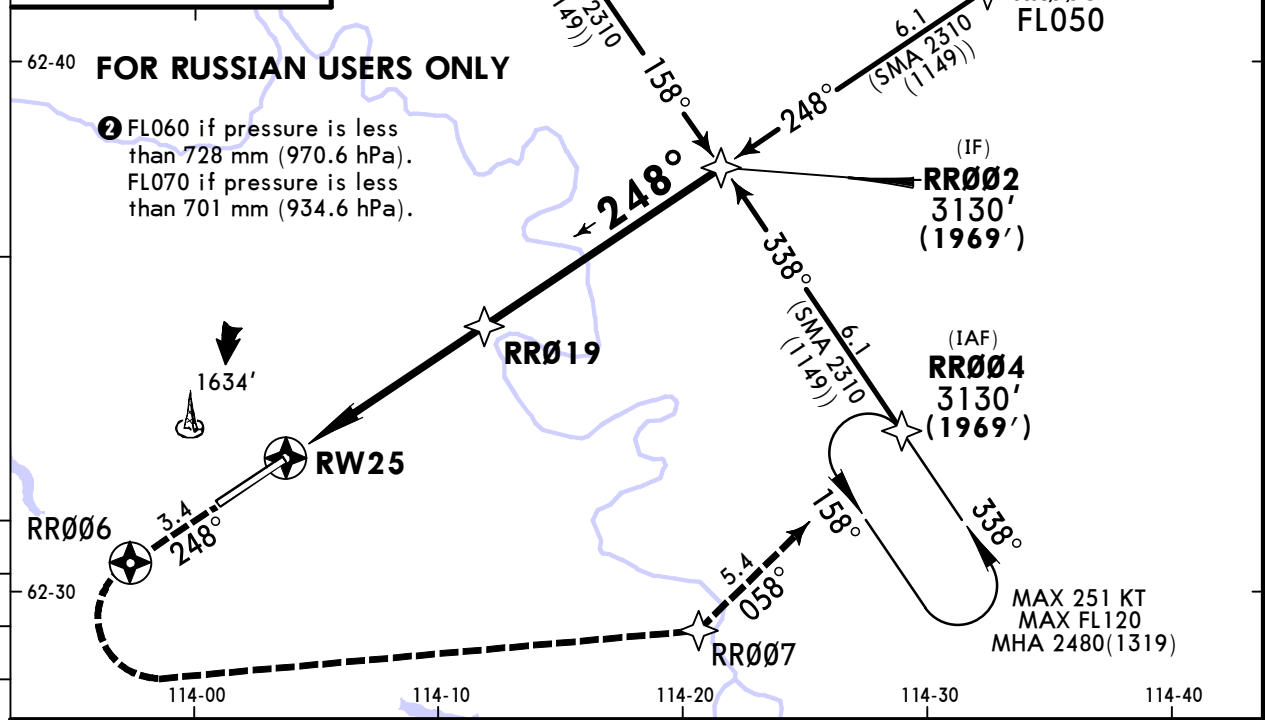 2310
(1149))
158°
6.1
(SMA 2310
(1149))
248°
FL050
62-40
FOR RUSSIAN USERS ONLY
2 FL060 if pressure is less
than 728 mm (970.6 hPa).
FL070 if pressure is less
than 701 mm (934.6 hPa).
248°
(IF)
RRØØ2
3130'
(1969')
338°
6.1
(SMA 2310
(1149))
RRØ19
(IAF)
RRØØ4
3130'
(1969')
1634'
RW25
RRØØ6
3.4
248°
158°
338°
5.4
058°
62-30
MAX 251 KT
MAX FL120
MHA 2480(1319)
RRØØ7
114-00
114-10
114-20
114-30
114-40